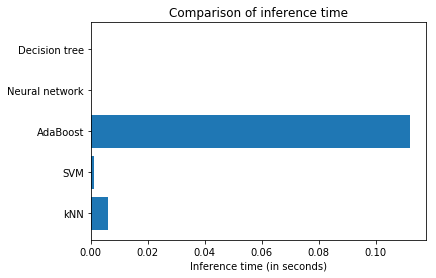 Comparison of inference time
Decision tree
Neural network
AdaBoost
SVM
kNN
0.00 0.02 0.04 0.06 0.08 0.10
Inference time (in seconds)